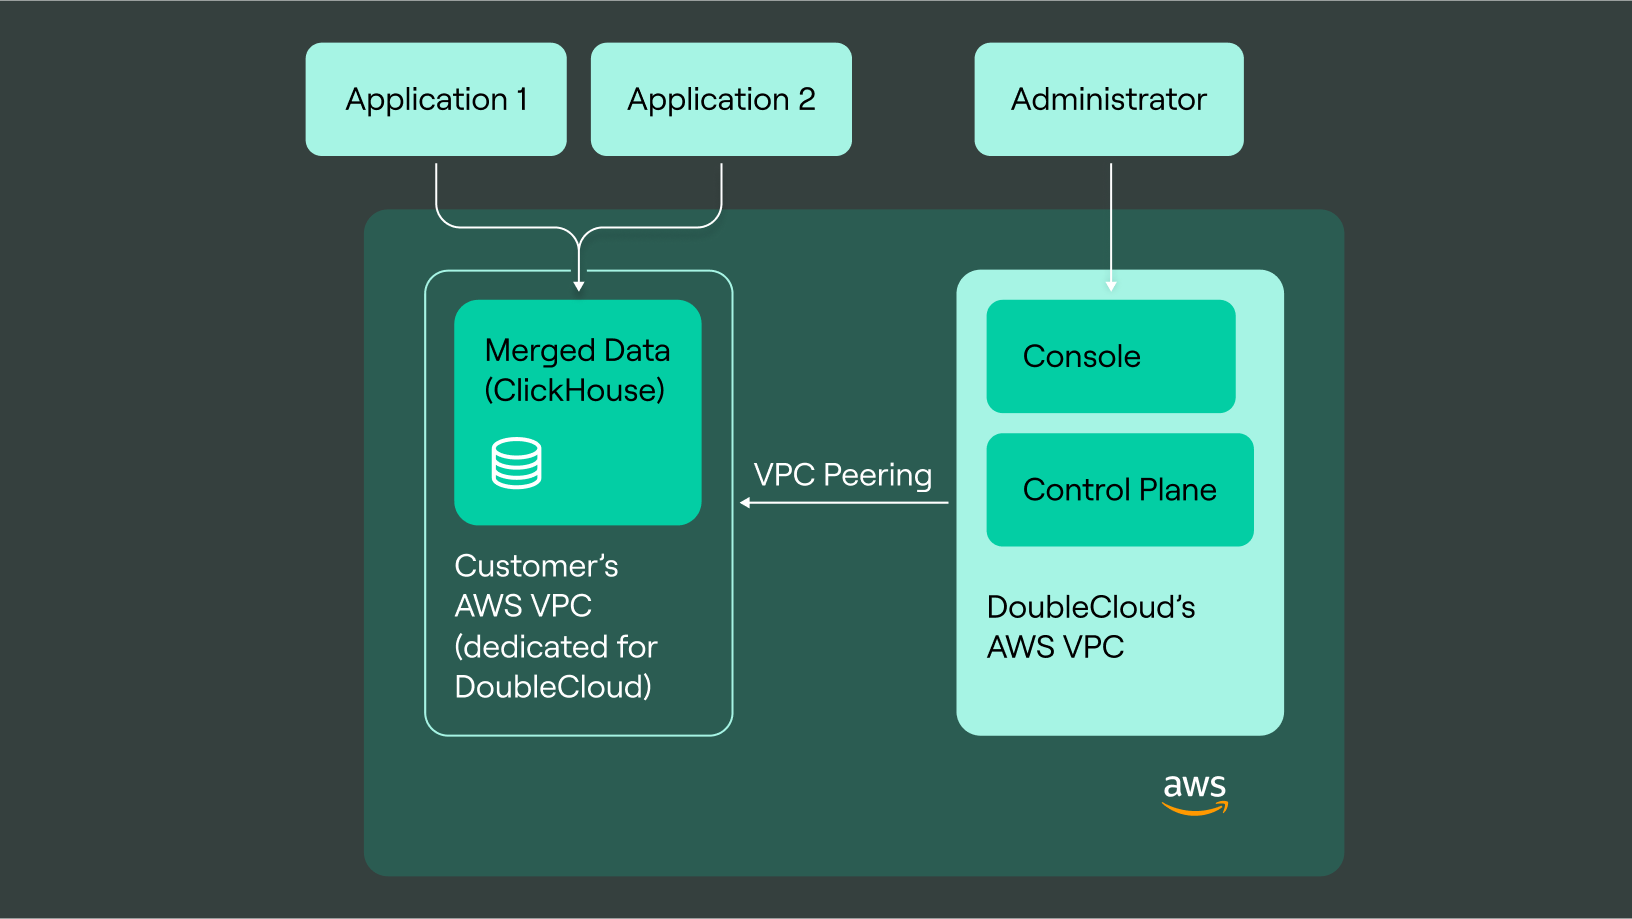 Application 1
Application 2
Administrator
Merged Data
(ClickHouse)
Customer’s
AWS VPC
(dedicated for
DoubleCloud)
VPC Peering
Console
Control Plane
DoubleCloud’s
AWS VPC
aws